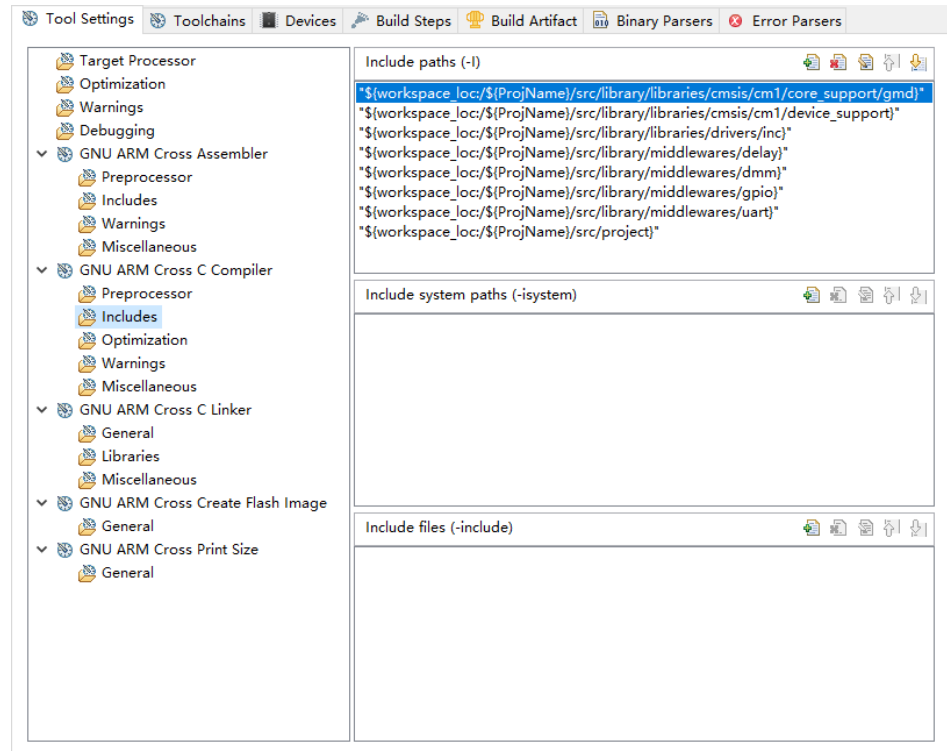 Tool Settings Toolchains Devices Build Steps Build Artifact Binary Parsers Error Parsers
Target Processor
Optimization
Warnings
Debugging
GNU ARM Cross Assembler
Preprocessor
Includes
Warnings
Miscellaneous
GNU ARM Cross C Compiler
Preprocessor
Includes
Optimization
Warnings
Miscellaneous
GNU ARM Cross C Linker
General
Libraries
Miscellaneous
GNU ARM Cross Create Flash Image
General
GNU ARM Cross Print Size
General
Include paths (-I)
"${workspace_loc:/${ProjName}/src/library/libraries/cmsis/cm1/core_support/gmd}"
"${workspace_loc:/${ProjName}/src/library/libraries/cmsis/cm1/device_support}"
"${workspace_loc:/${ProjName}/src/library/libraries/drivers/inc}"
"${workspace_loc:/${ProjName}/src/library/middlewares/delay}"
"${workspace_loc:/${ProjName}/src/library/middlewares/dmm}"
"${workspace_loc:/${ProjName}/src/library/middlewares/gpio}"
"${workspace_loc:/${ProjName}/src/library/middlewares/uart}"
"${workspace_loc:/${ProjName}/src/project}"
Include system paths (-isystem)
Include files (-include)